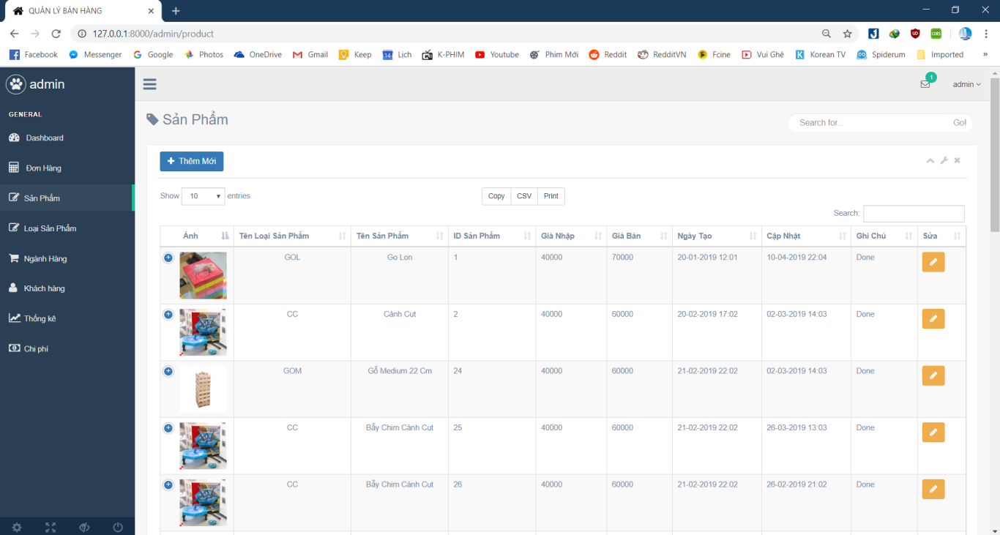 QUẢN LÝ BÁN HÀNG
127.0.0.1:8000/admin/product
Facebook Messenger Google Photos OneDrive Gmail Keep Lịch K-PHIM Youtube Phim Mới Reddit RedditVN Fcine Vui Ghê Korean TV Spiderum Imported
admin
1
admin
GENERAL
Dashboard
Đơn Hàng
Sản Phẩm
Loại Sản Phẩm
Ngành Hàng
Khách hàng
Thống kê
Chi phí
Sản Phẩm
Search for... Go!
Thêm Mới
Show 10 entries
Copy CSV Print
Search:
Ảnh Tên Loại Sản Phẩm Tên Sản Phẩm ID Sản Phẩm Giá Nhập Giá Bán Ngày Tạo Cập Nhật Ghi Chú Sửa
GOL Go Lon 1 40000 70000 20-01-2019 12:01 10-04-2019 22:04 Done
CC Cánh Cụt 2 40000 60000 20-02-2019 17:02 02-03-2019 14:03 Done
GOM Gỗ Medium 22 Cm 24 40000 60000 21-02-2019 22:02 02-03-2019 14:03 Done
CC Bẫy Chim Cánh Cụt 25 40000 60000 21-02-2019 22:02 26-03-2019 13:03 Done
CC Bẫy Chim Cánh Cụt 26 40000 60000 21-02-2019 22:02 26-02-2019 21:02 Done